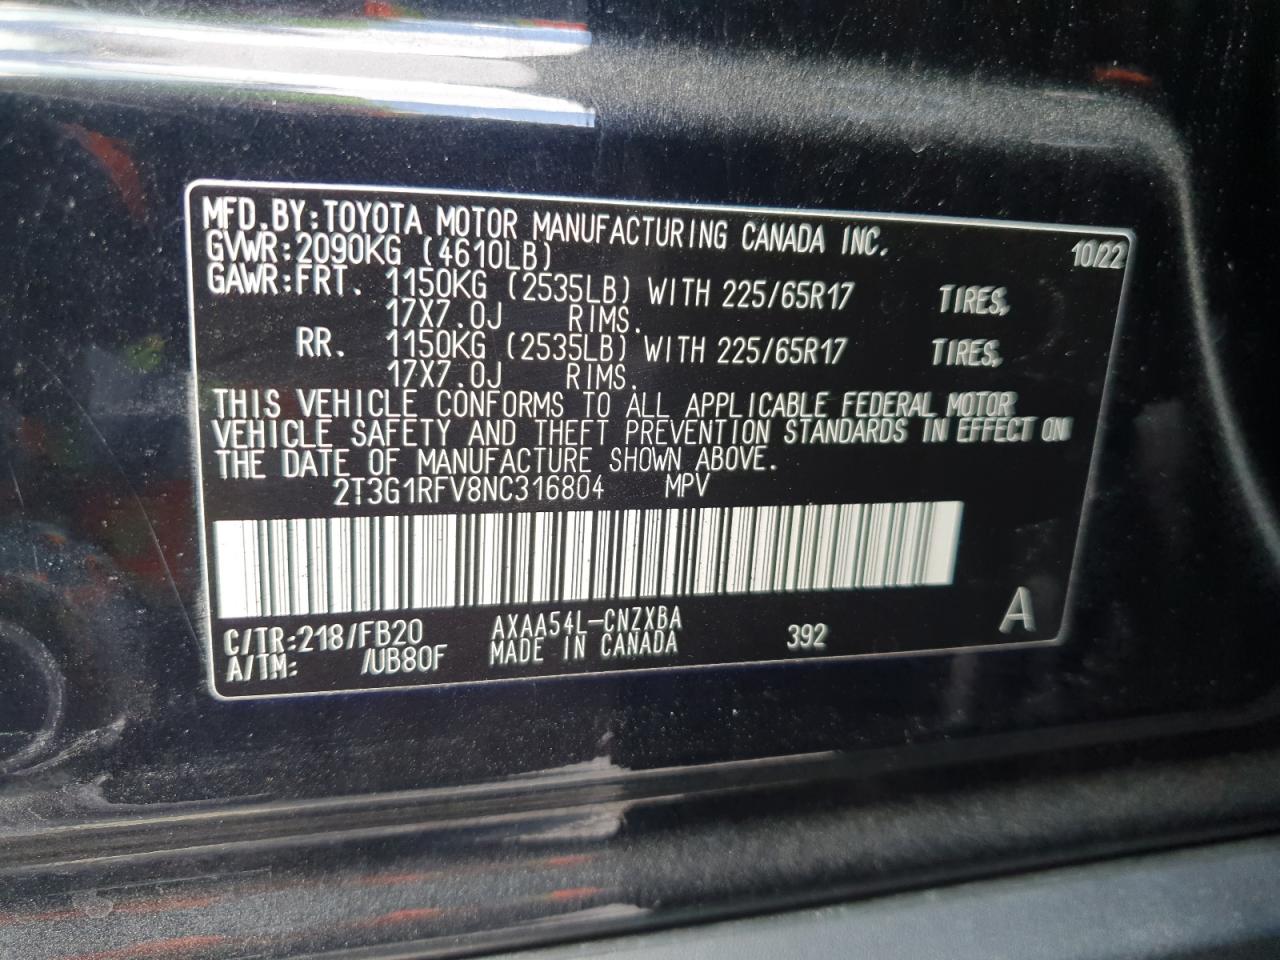 MFD.BY:TOYOTA MOTOR MANUFACTURING CANADA INC.
GVWR:2090KG (4610LB) 10/22
GAWR:FRT. 1150KG (2535LB) WITH 225/65R17 TIRES,
17X7.0J RIMS.
RR. 1150KG (2535LB) WITH 225/65R17 TIRES,
17X7.0J RIMS.
THIS VEHICLE CONFORMS TO ALL APPLICABLE FEDERAL MOTOR
VEHICLE SAFETY AND THEFT PREVENTION STANDARDS IN EFFECT ON
THE DATE OF MANUFACTURE SHOWN ABOVE.
2T3G1RFV8NC316804 MPV
C/TR:218/FB20 AXAA54L-CNZXBA 392 A
A/TM: /UB80F MADE IN CANADA